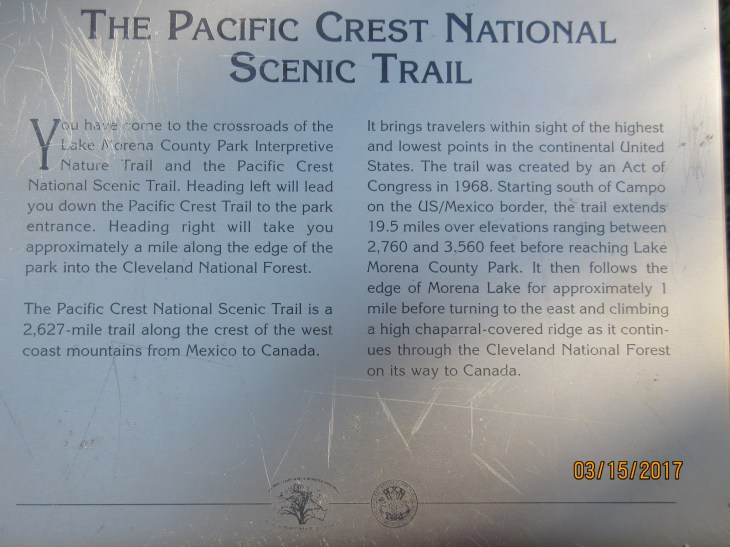 THE PACIFIC CREST NATIONAL
SCENIC TRAIL
You have come to the crossroads of the
Lake Morena County Park Interpretive
Nature Trail and the Pacific Crest
National Scenic Trail. Heading left will lead
you down the Pacific Crest Trail to the park
entrance. Heading right will take you
approximately a mile along the edge of the
park into the Cleveland National Forest.
The Pacific Crest National Scenic Trail is a
2,627-mile trail along the crest of the west
coast mountains from Mexico to Canada.
It brings travelers within sight of the highest
and lowest points in the continental United
States. The trail was created by an Act of
Congress in 1968. Starting south of Campo
on the US/Mexico border, the trail extends
19.5 miles over elevations ranging between
2,760 and 3,560 feet before reaching Lake
Morena County Park. It then follows the
edge of Morena Lake for approximately 1
mile before turning to the east and climbing
a high chaparral-covered ridge as it contin-
ues through the Cleveland National Forest
on its way to Canada.
03/15/2017